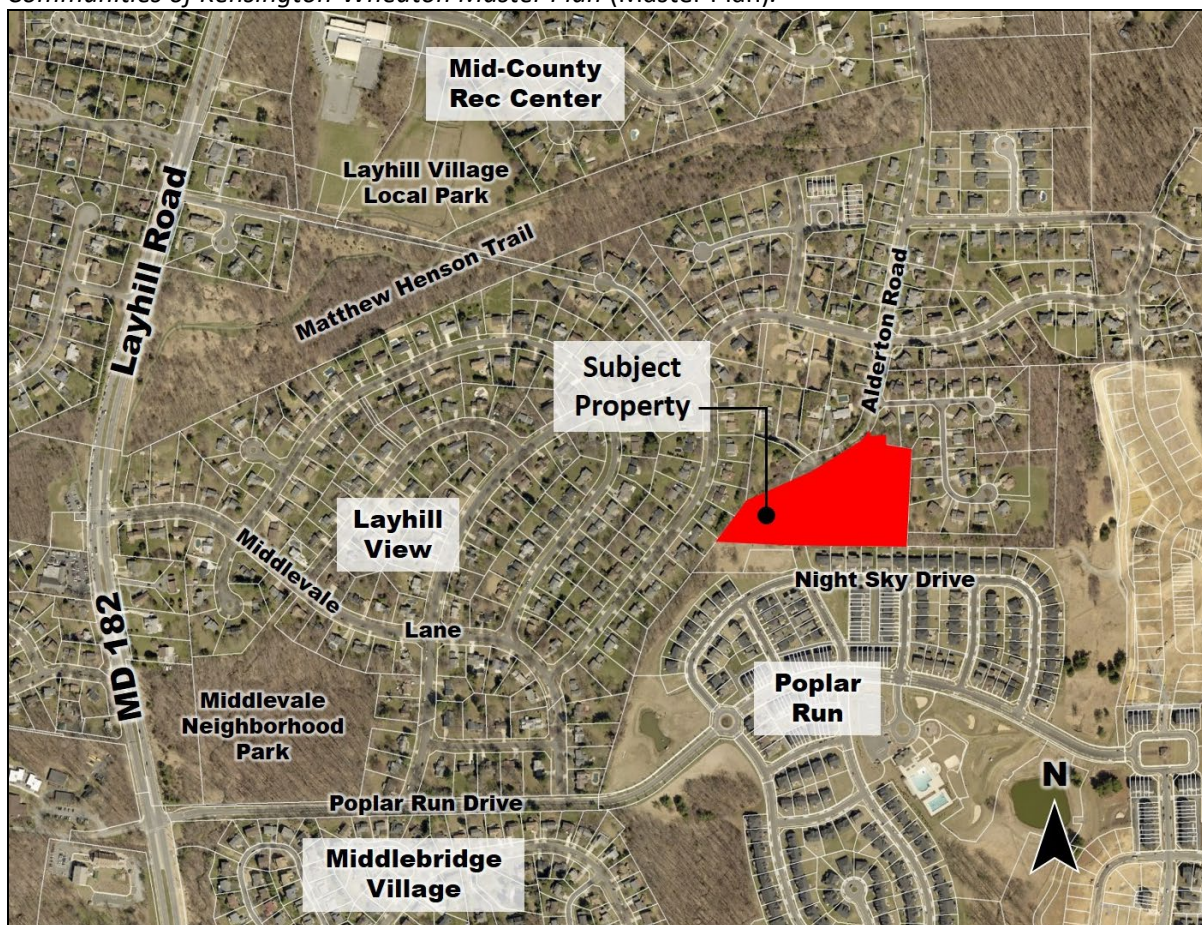 Communities of Kensington-Wheaton Master Plan (Master Plan).
Mid-County
Rec Center
Layhill Village
Local Park
Layhill Road
Matthew Henson Trail
Alderton Road
Subject
Property
Layhill
View
Middlevale
Lane
Night Sky Drive
MD 182
Middlevale
Neighborhood
Park
Poplar
Run
N
Poplar Run Drive
Middlebridge
Village